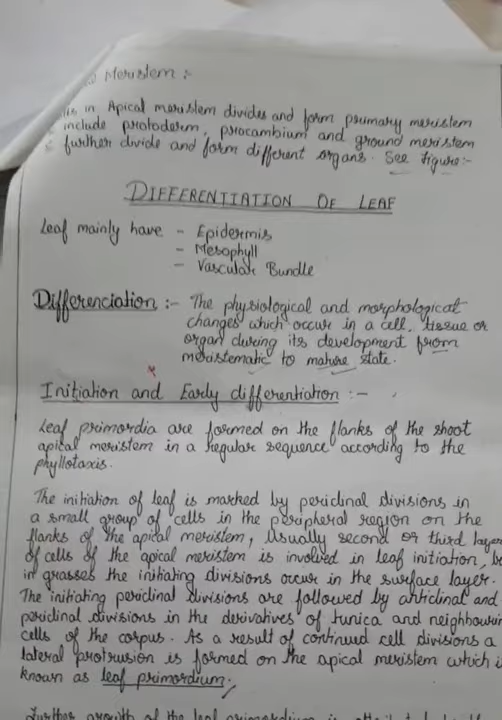 Meristem :-
in Apical meristem divides and form primary meristem
include protoderm, procambium and ground meristem
further divide and form different organs. See figure:-
DIFFERENTIATION OF LEAF
Leaf mainly have - Epidermis
- Mesophyll
- Vascular Bundle
Differenciation :- The physiological and morphological
changes which occur in a cell, tissue or
organ during its development from
meristematic to mature state.
Initiation and Early differentiation :-
Leaf primordia are formed on the flanks of the shoot
apical meristem in a regular sequence according to the
phyllotaxis.
The initiation of leaf is marked by periclinal divisions in
a small group of cells in the peripheral region on the
flanks of the apical meristem, Usually second or third layer
of cells of the apical meristem is involved in leaf initiation, b
in grasses the initiating divisions occur in the surface layer.
The initiating periclinal divisions are followed by anticlinal and
periclinal divisions in the derivatives of tunica and neighbourin
cells of the corpus. As a result of continued cell divisions a
lateral protrusion is formed on the apical meristem which i
known as leaf primordium.
Further growth of the leaf primordium is